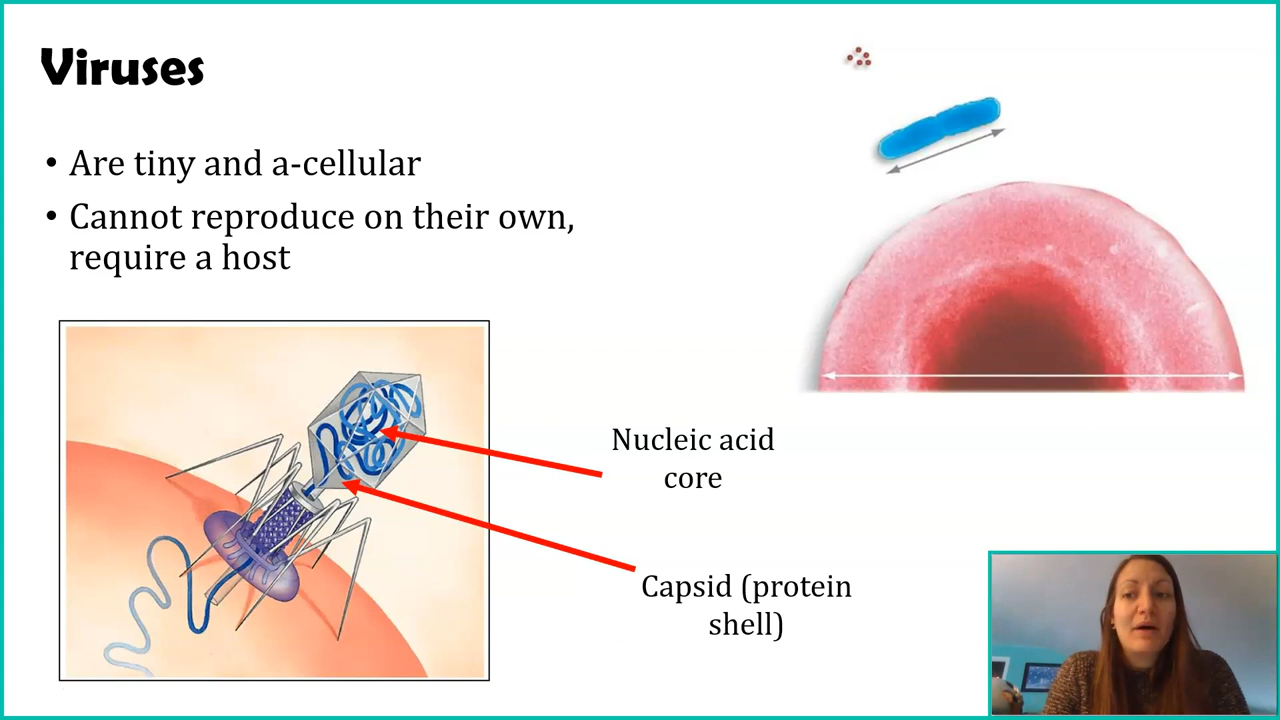 Viruses
• Are tiny and a-cellular
• Cannot reproduce on their own,
require a host
Nucleic acid
core
Capsid (protein
shell)